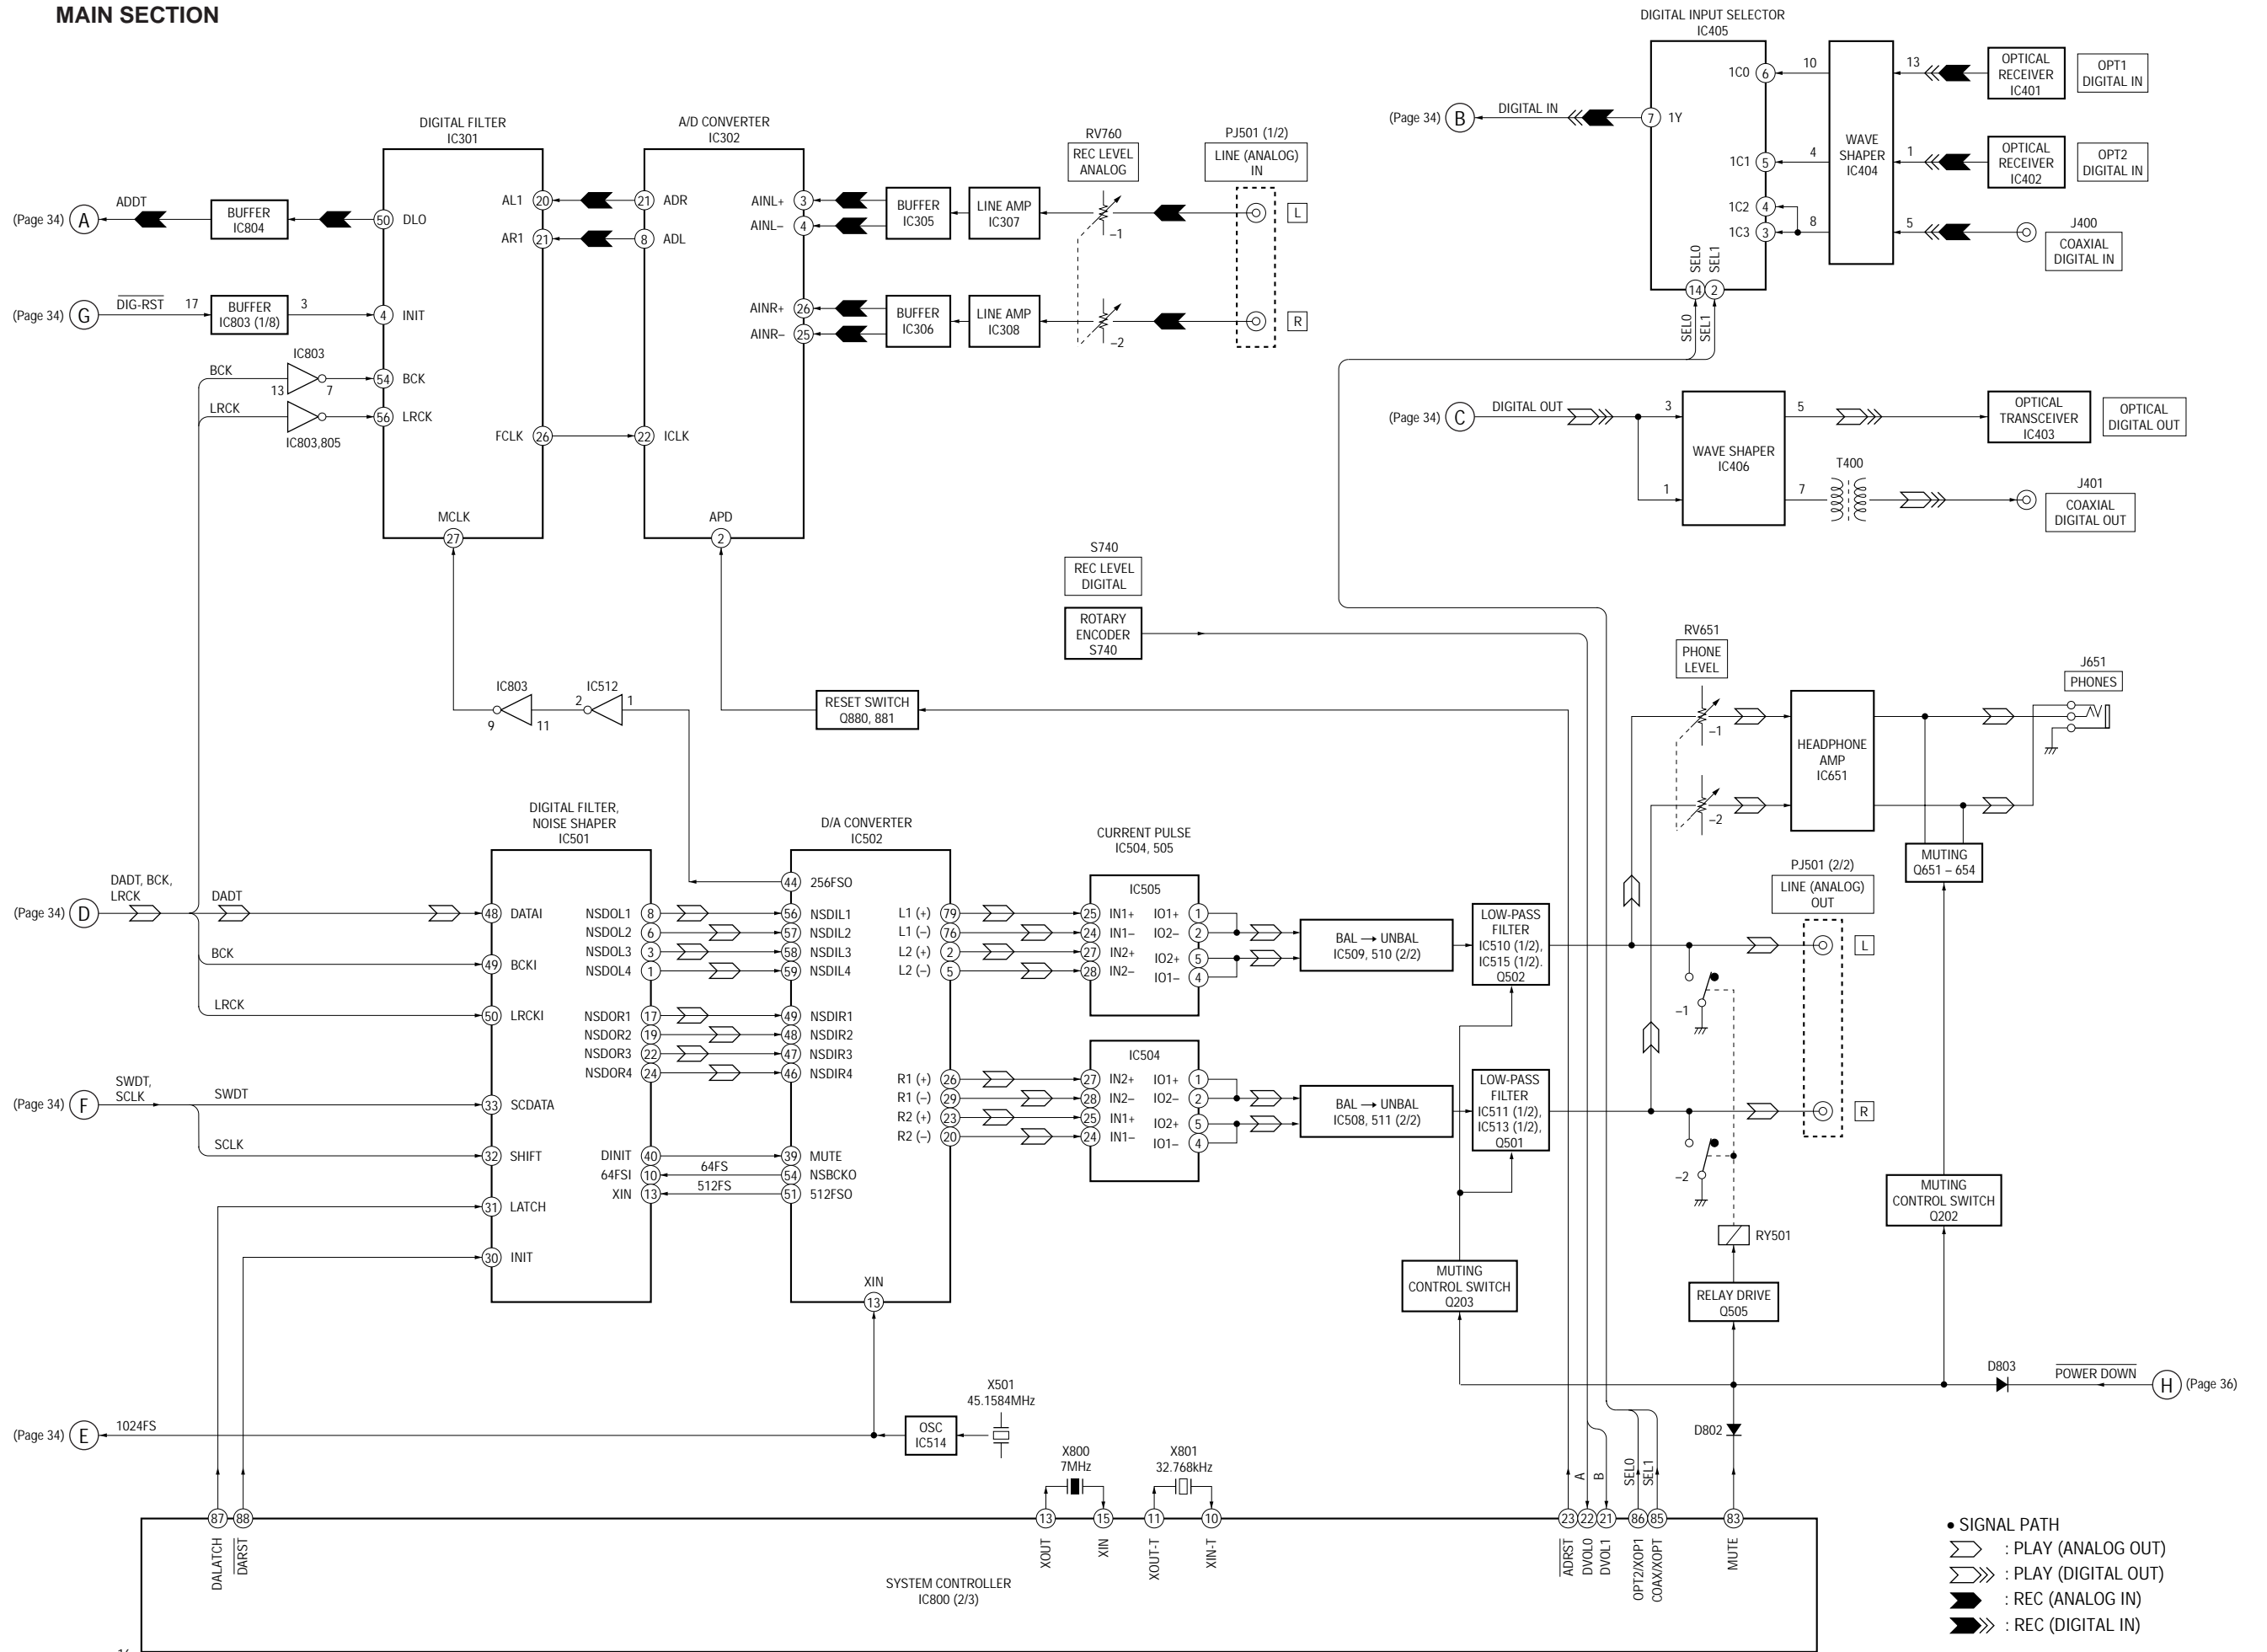 MAIN SECTION
DIGITAL INPUT SELECTOR
IC405
1C0 6
10
13
OPTICAL
RECEIVER
IC401
OPT1
DIGITAL IN
(Page 34) B
DIGITAL IN
7 1Y
WAVE
SHAPER
IC404
1C1 5
4
1
OPTICAL
RECEIVER
IC402
OPT2
DIGITAL IN
1C2 4
1C3 3
8
5
J400
COAXIAL
DIGITAL IN
SEL0
SEL1
14 2
SEL0
SEL1
DIGITAL FILTER
IC301
A/D CONVERTER
IC302
RV760
REC LEVEL
ANALOG
PJ501 (1/2)
LINE (ANALOG)
IN
(Page 34) A
ADDT
BUFFER
IC804
50 DLO
AL1 20
21 ADR
AR1 21
8 ADL
AINL+ 3
AINL– 4
BUFFER
IC305
LINE AMP
IC307
–1
L
(Page 34) G
DIG-RST
17
BUFFER
IC803 (1/8)
3
4 INIT
AINR+ 26
AINR– 25
BUFFER
IC306
LINE AMP
IC308
–2
R
IC803
BCK
13
7
54 BCK
LRCK
56 LRCK
IC803,805
FCLK 26
22 ICLK
MCLK
27
APD
2
(Page 34) C
DIGITAL OUT
3
1
WAVE SHAPER
IC406
5
7
OPTICAL
TRANSCEIVER
IC403
OPTICAL
DIGITAL OUT
T400
J401
COAXIAL
DIGITAL OUT
S740
REC LEVEL
DIGITAL
ROTARY
ENCODER
S740
IC803
9
11
IC512
2
1
RESET SWITCH
Q880, 881
RV651
PHONE
LEVEL
–1
–2
HEADPHONE
AMP
IC651
J651
PHONES
MUTING
Q651 – 654
DIGITAL FILTER,
NOISE SHAPER
IC501
D/A CONVERTER
IC502
CURRENT PULSE
IC504, 505
PJ501 (2/2)
LINE (ANALOG)
OUT
(Page 34) D
DADT, BCK,
LRCK
DADT
48 DATAI
BCK
49 BCKI
LRCK
50 LRCKI
44 256FSO
NSDOL1 8
56 NSDIL1
NSDOL2 6
57 NSDIL2
NSDOL3 3
58 NSDIL3
NSDOL4 1
59 NSDIL4
NSDOR1 17
49 NSDIR1
NSDOR2 19
48 NSDIR2
NSDOR3 22
47 NSDIR3
NSDOR4 24
46 NSDIR4
L1 (+) 79
L1 (–) 76
L2 (+) 2
L2 (–) 5
IC505
25 IN1+ IO1+ 1
24 IN1– IO2– 2
27 IN2+ IO2+ 5
28 IN2– IO1– 4
BAL → UNBAL
IC509, 510 (2/2)
LOW-PASS
FILTER
IC510 (1/2),
IC515 (1/2).
Q502
L
–1
R1 (+) 26
R1 (–) 29
R2 (+) 23
R2 (–) 20
IC504
27 IN2+ IO1+ 1
28 IN2– IO2– 2
25 IN1+ IO2+ 5
24 IN1– IO1– 4
BAL → UNBAL
IC508, 511 (2/2)
LOW-PASS
FILTER
IC511 (1/2),
IC513 (1/2),
Q501
R
–2
(Page 34) F
SWDT,
SCLK
SWDT
33 SCDATA
SCLK
32 SHIFT
31 LATCH
30 INIT
DINIT 40
39 MUTE
64FSI 10
64FS
54 NSBCKO
XIN 13
512FS
51 512FSO
XIN
13
RY501
MUTING
CONTROL SWITCH
Q202
MUTING
CONTROL SWITCH
Q203
RELAY DRIVE
Q505
D803
POWER DOWN
H (Page 36)
D802
(Page 34) E
1024FS
OSC
IC514
X501
45.1584MHz
X800
7MHz
X801
32.768kHz
A
B
SEL0
SEL1
87
88
13
15
11
10
23
22
21
86
85
83
DALATCH
DARST
XOUT
XIN
XOUT-T
XIN-T
ADRST
DVOL0
DVOL1
OPT2/XOP1
COAX/XOPT
MUTE
SYSTEM CONTROLLER
IC800 (2/3)
• SIGNAL PATH
: PLAY (ANALOG OUT)
: PLAY (DIGITAL OUT)
: REC (ANALOG IN)
: REC (DIGITAL IN)